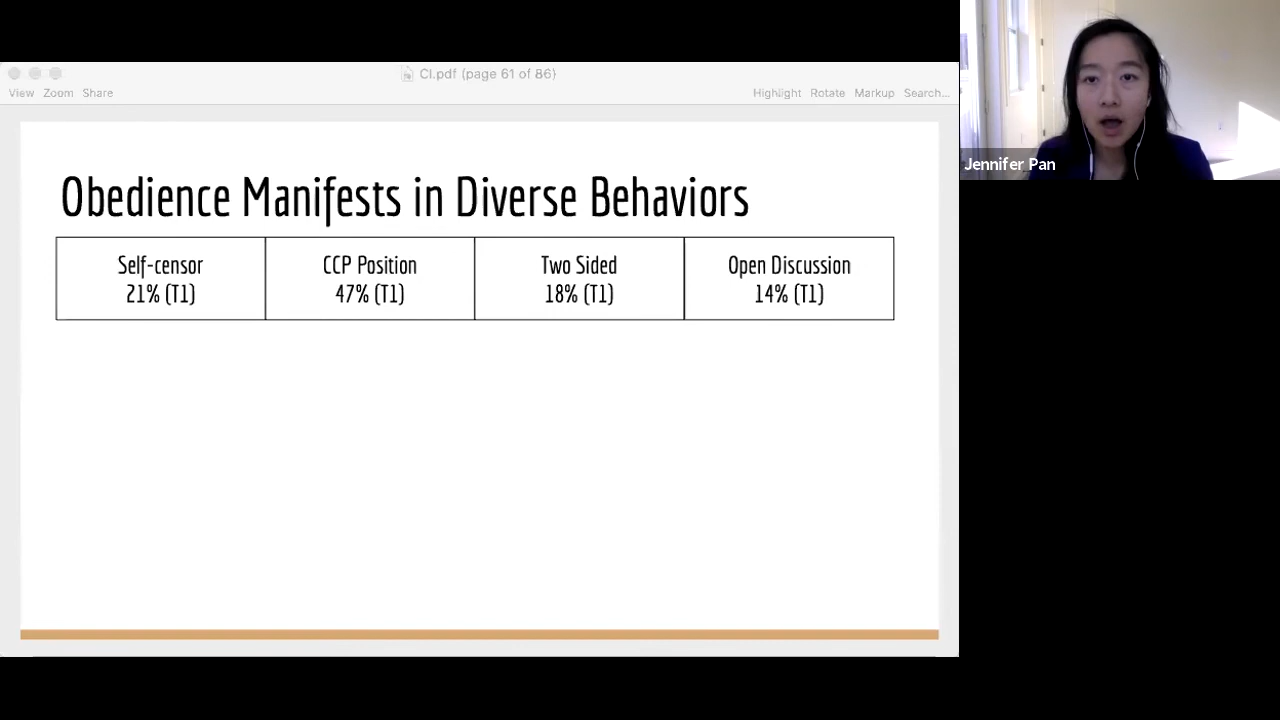 CI.pdf (page 61 of 86)
View Zoom Share
Highlight Rotate Markup Search...
Jennifer Pan
Obedience Manifests in Diverse Behaviors
Self-censor
21% (T1)
CCP Position
47% (T1)
Two Sided
18% (T1)
Open Discussion
14% (T1)